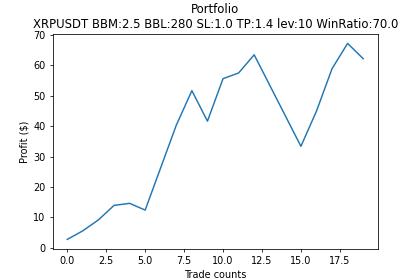 Portfolio
XRPUSDT BBM:2.5 BBL:280 SL:1.0 TP:1.4 lev:10 WinRatio:70.0
70
60
50
40
30
20
10
0
Profit ($)
0.0 2.5 5.0 7.5 10.0 12.5 15.0 17.5
Trade counts